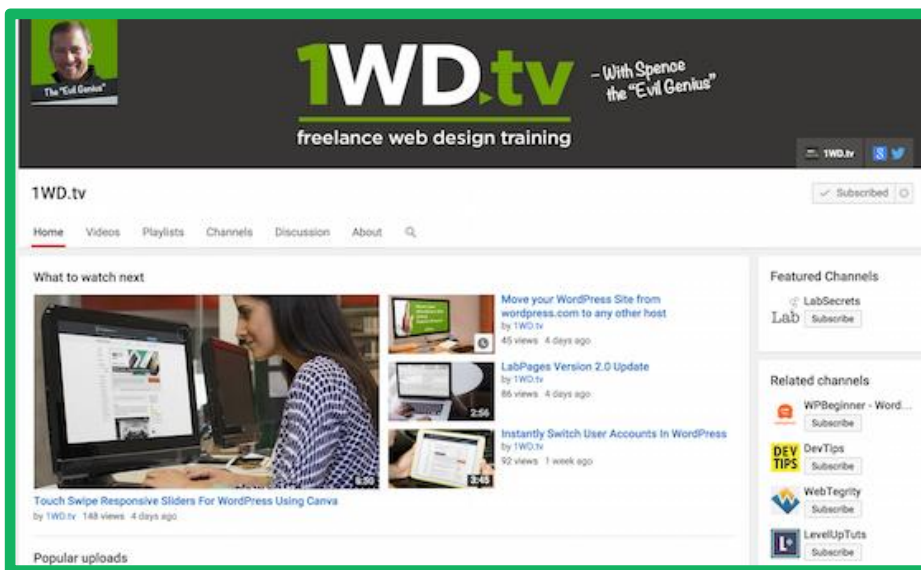 The "Evil Genius"
1WD.tv
freelance web design training
– With Spence
the "Evil Genius"
1WD.tv
1WD.tv
Subscribed
Home Videos Playlists Channels Discussion About
What to watch next
Touch Swipe Responsive Sliders For WordPress Using Canva
by 1WD.tv 148 views 4 days ago
Move your WordPress Site from
wordpress.com to any other host
by 1WD.tv
45 views 4 days ago
2:56
LabPages Version 2.0 Update
by 1WD.tv
86 views 4 days ago
3:45
Instantly Switch User Accounts In WordPress
by 1WD.tv
92 views 1 week ago
Popular uploads
Featured Channels
Lab
LabSecrets
Subscribe
Related channels
WPBeginner - Word...
Subscribe
DEV
TIPS
DevTips
Subscribe
WebTegrity
Subscribe
LevelUpTuts
Subscribe